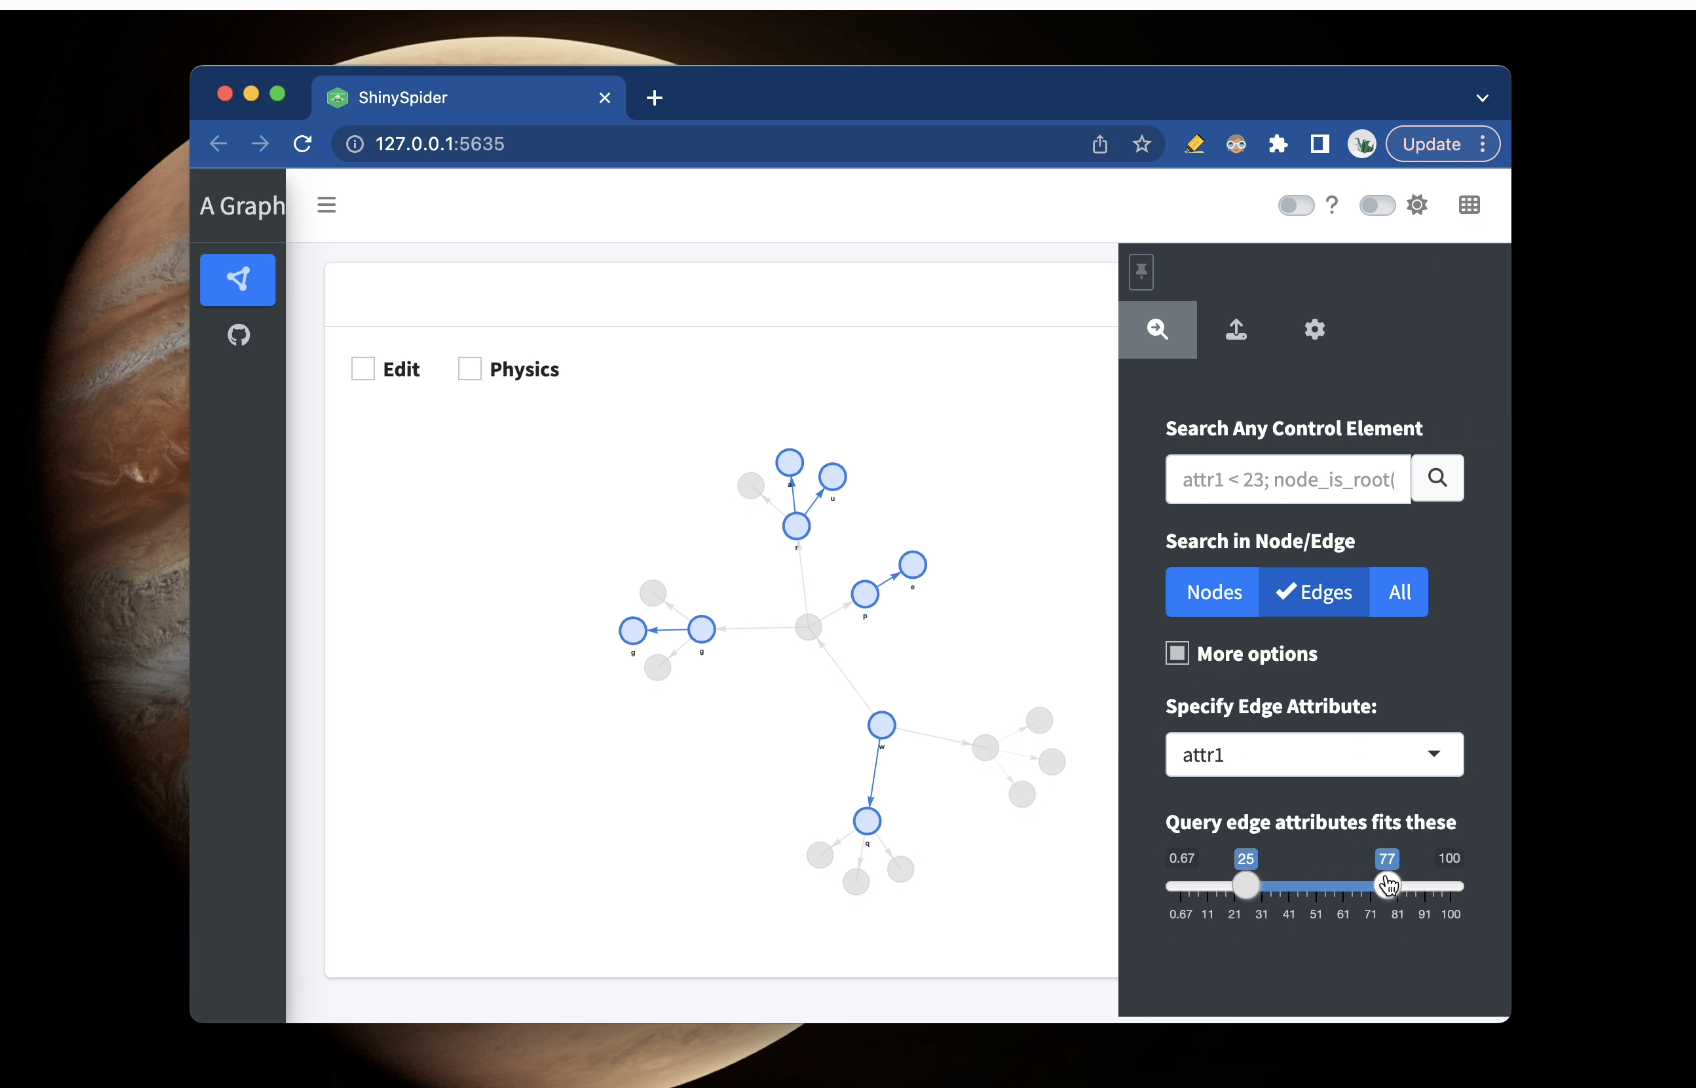 ShinySpider
127.0.0.1:5635
Update
A Graph
?
Edit
Physics
a
u
r
o
p
g
g
w
q
Search Any Control Element
attr1 < 23; node_is_root(
Search in Node/Edge
Nodes
Edges
All
More options
Specify Edge Attribute:
attr1
Query edge attributes fits these
0.67 25 77 100
0.67 11 21 31 41 51 61 71 81 91 100